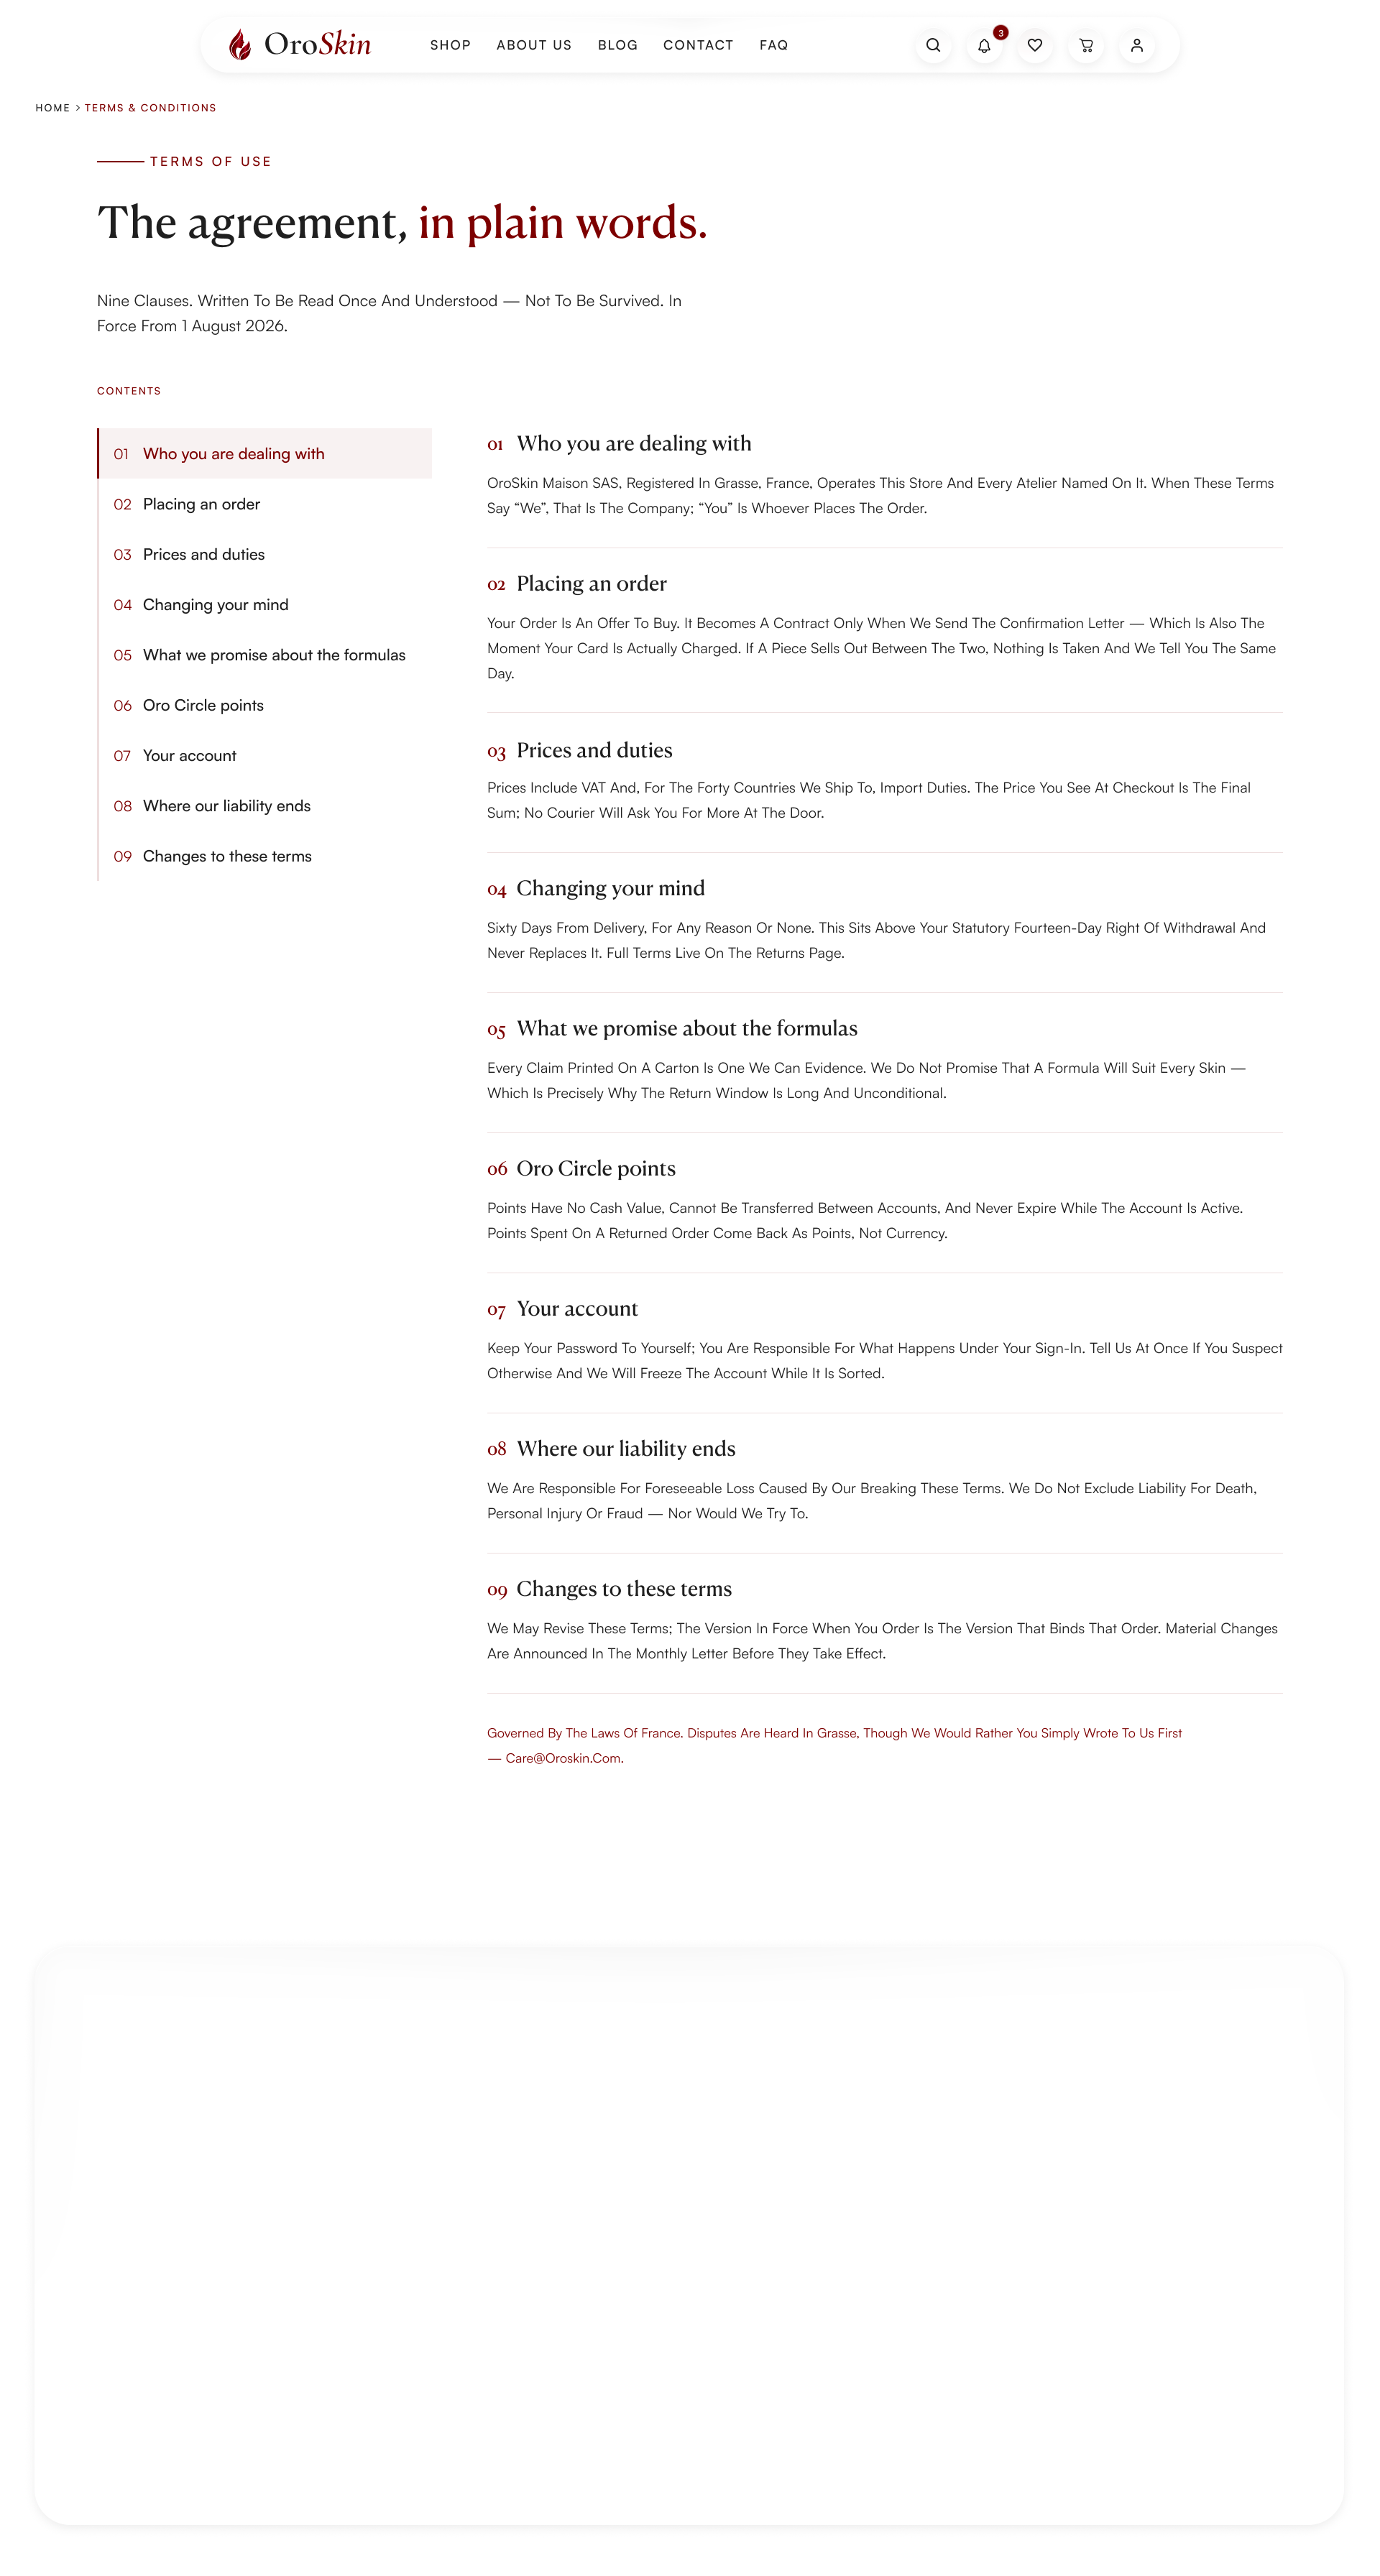 OroSkin
SHOP ABOUT US BLOG CONTACT FAQ
3
HOME > TERMS & CONDITIONS
TERMS OF USE
The agreement, in plain words.
Nine Clauses. Written To Be Read Once And Understood — Not To Be Survived. In
Force From 1 August 2026.
CONTENTS
01 Who you are dealing with
02 Placing an order
03 Prices and duties
04 Changing your mind
05 What we promise about the formulas
06 Oro Circle points
07 Your account
08 Where our liability ends
09 Changes to these terms
01 Who you are dealing with
OroSkin Maison SAS, Registered In Grasse, France, Operates This Store And Every Atelier Named On It. When These Terms
Say “We”, That Is The Company; “You” Is Whoever Places The Order.
02 Placing an order
Your Order Is An Offer To Buy. It Becomes A Contract Only When We Send The Confirmation Letter — Which Is Also The
Moment Your Card Is Actually Charged. If A Piece Sells Out Between The Two, Nothing Is Taken And We Tell You The Same
Day.
03 Prices and duties
Prices Include VAT And, For The Forty Countries We Ship To, Import Duties. The Price You See At Checkout Is The Final
Sum; No Courier Will Ask You For More At The Door.
04 Changing your mind
Sixty Days From Delivery, For Any Reason Or None. This Sits Above Your Statutory Fourteen-Day Right Of Withdrawal And
Never Replaces It. Full Terms Live On The Returns Page.
05 What we promise about the formulas
Every Claim Printed On A Carton Is One We Can Evidence. We Do Not Promise That A Formula Will Suit Every Skin —
Which Is Precisely Why The Return Window Is Long And Unconditional.
06 Oro Circle points
Points Have No Cash Value, Cannot Be Transferred Between Accounts, And Never Expire While The Account Is Active.
Points Spent On A Returned Order Come Back As Points, Not Currency.
07 Your account
Keep Your Password To Yourself; You Are Responsible For What Happens Under Your Sign-In. Tell Us At Once If You Suspect
Otherwise And We Will Freeze The Account While It Is Sorted.
08 Where our liability ends
We Are Responsible For Foreseeable Loss Caused By Our Breaking These Terms. We Do Not Exclude Liability For Death,
Personal Injury Or Fraud — Nor Would We Try To.
09 Changes to these terms
We May Revise These Terms; The Version In Force When You Order Is The Version That Binds That Order. Material Changes
Are Announced In The Monthly Letter Before They Take Effect.
Governed By The Laws Of France. Disputes Are Heard In Grasse, Though We Would Rather You Simply Wrote To Us First
— Care@Oroskin.Com.